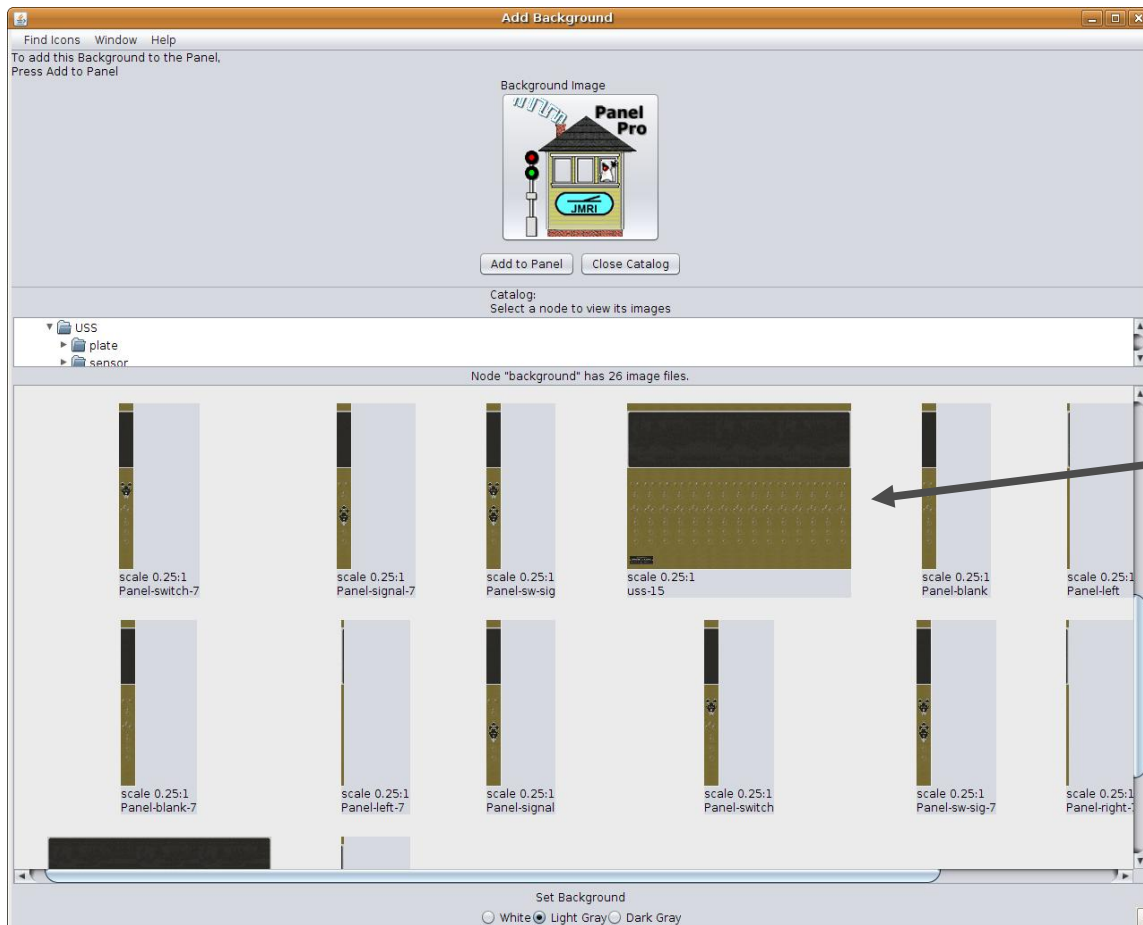 Add Background
Find Icons Window Help
To add this Background to the Panel,
Press Add to Panel
Background Image
Panel
Pro
JMRI
Add to Panel Close Catalog
Catalog:
Select a node to view its images
USS
plate
sensor
Node "background" has 26 image files.
scale 0.25:1 scale 0.25:1 scale 0.25:1 scale 0.25:1 scale 0.25:1 scale 0.25:1
Panel-switch-7 Panel-signal-7 Panel-sw-sig uss-15 Panel-blank Panel-left
scale 0.25:1 scale 0.25:1 scale 0.25:1 scale 0.25:1 scale 0.25:1 scale 0.25:1
Panel-blank-7 Panel-left-7 Panel-signal Panel-switch Panel-sw-sig-7 Panel-right-
Set Background
White Light Gray Dark Gray